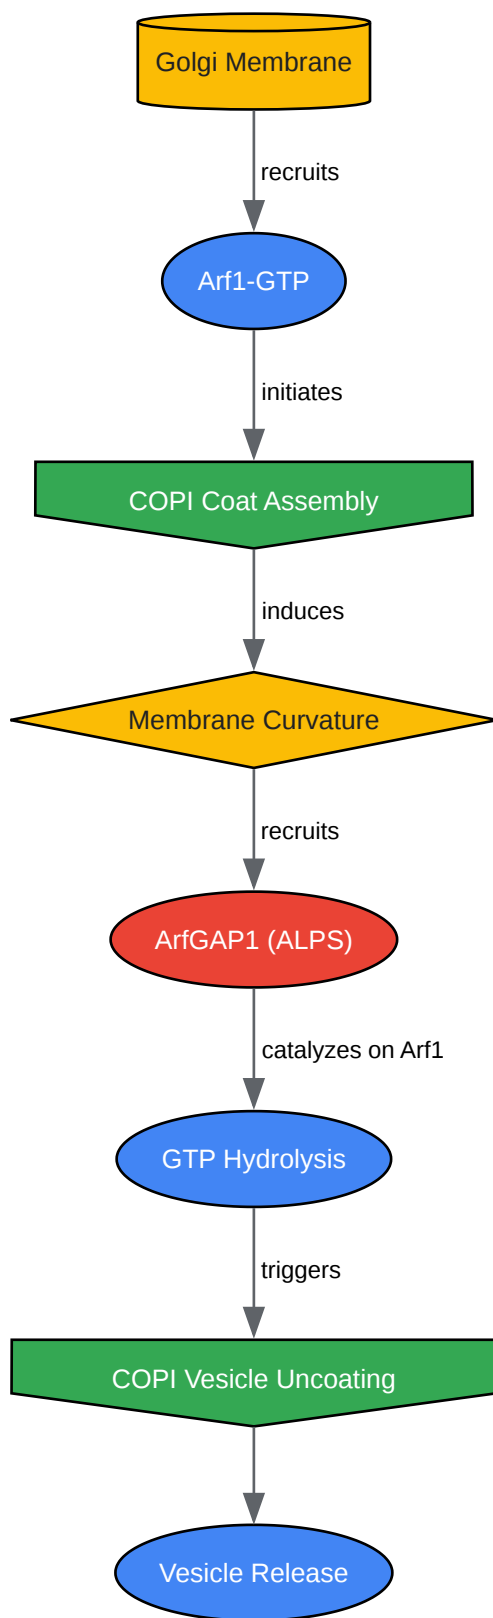 Golgi Membrane
recruits
Arf1-GTP
initiates
COPI Coat Assembly
induces
Membrane Curvature
recruits
ArfGAP1 (ALPS)
catalyzes on Arf1
GTP Hydrolysis
triggers
COPI Vesicle Uncoating
Vesicle Release